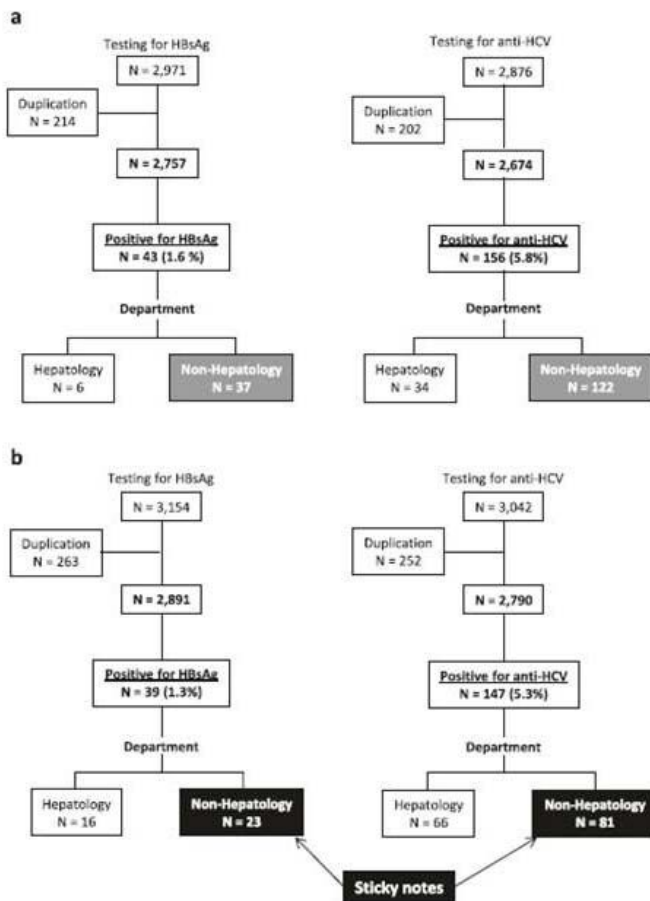 a
Testing for HBsAg
N = 2,971
Duplication
N = 214
N = 2,757
Positive for HBsAg
N = 43 (1.6 %)
Department
Hepatology
N = 6
Non-Hepatology
N = 37
Testing for anti-HCV
N = 2,876
Duplication
N = 202
N = 2,674
Positive for anti-HCV
N = 156 (5.8%)
Department
Hepatology
N = 34
Non-Hepatology
N = 122
b
Testing for HBsAg
N = 3,154
Duplication
N = 263
N = 2,891
Positive for HBsAg
N = 39 (1.3%)
Department
Hepatology
N = 16
Non-Hepatology
N = 23
Testing for anti-HCV
N = 3,042
Duplication
N = 252
N = 2,790
Positive for anti-HCV
N = 147 (5.3%)
Department
Hepatology
N = 66
Non-Hepatology
N = 81
Sticky notes